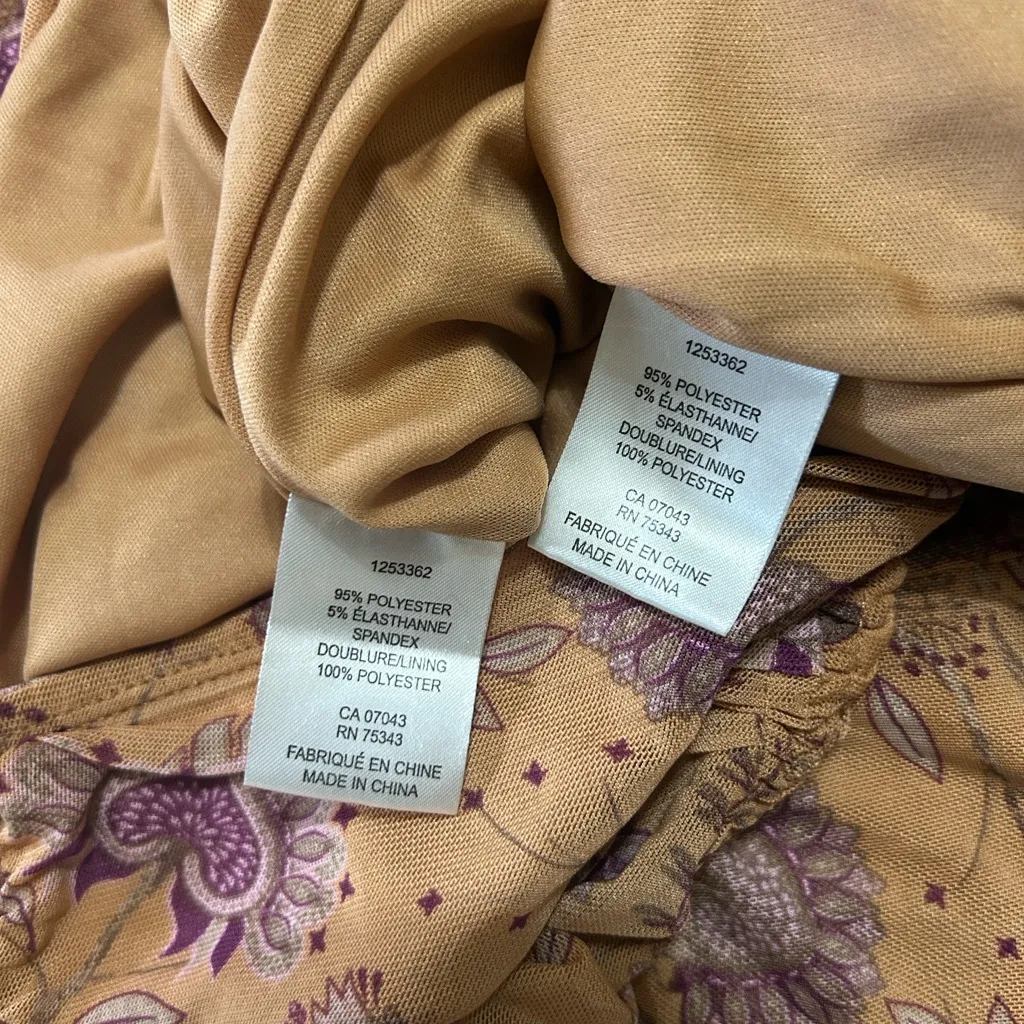 1253362
95% POLYESTER
5% ÉLASTHANNE/
SPANDEX
DOUBLURE/LINING
100% POLYESTER
CA 07043
RN 75343
FABRIQUÉ EN CHINE
MADE IN CHINA
1253362
95% POLYESTER
5% ÉLASTHANNE/
SPANDEX
DOUBLURE/LINING
100% POLYESTER
CA 07043
RN 75343
FABRIQUÉ EN CHINE
MADE IN CHINA